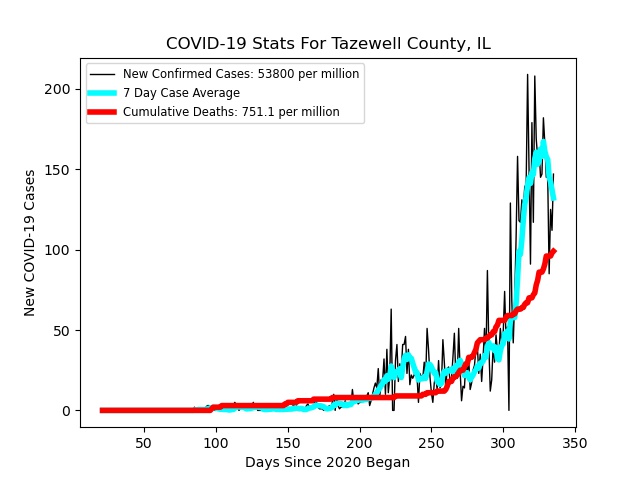 COVID-19 Stats For Tazewell County, IL
New Confirmed Cases: 53800 per million
7 Day Case Average
Cumulative Deaths: 751.1 per million
New COVID-19 Cases
200
150
100
50
0
50 100 150 200 250 300 350
Days Since 2020 Began